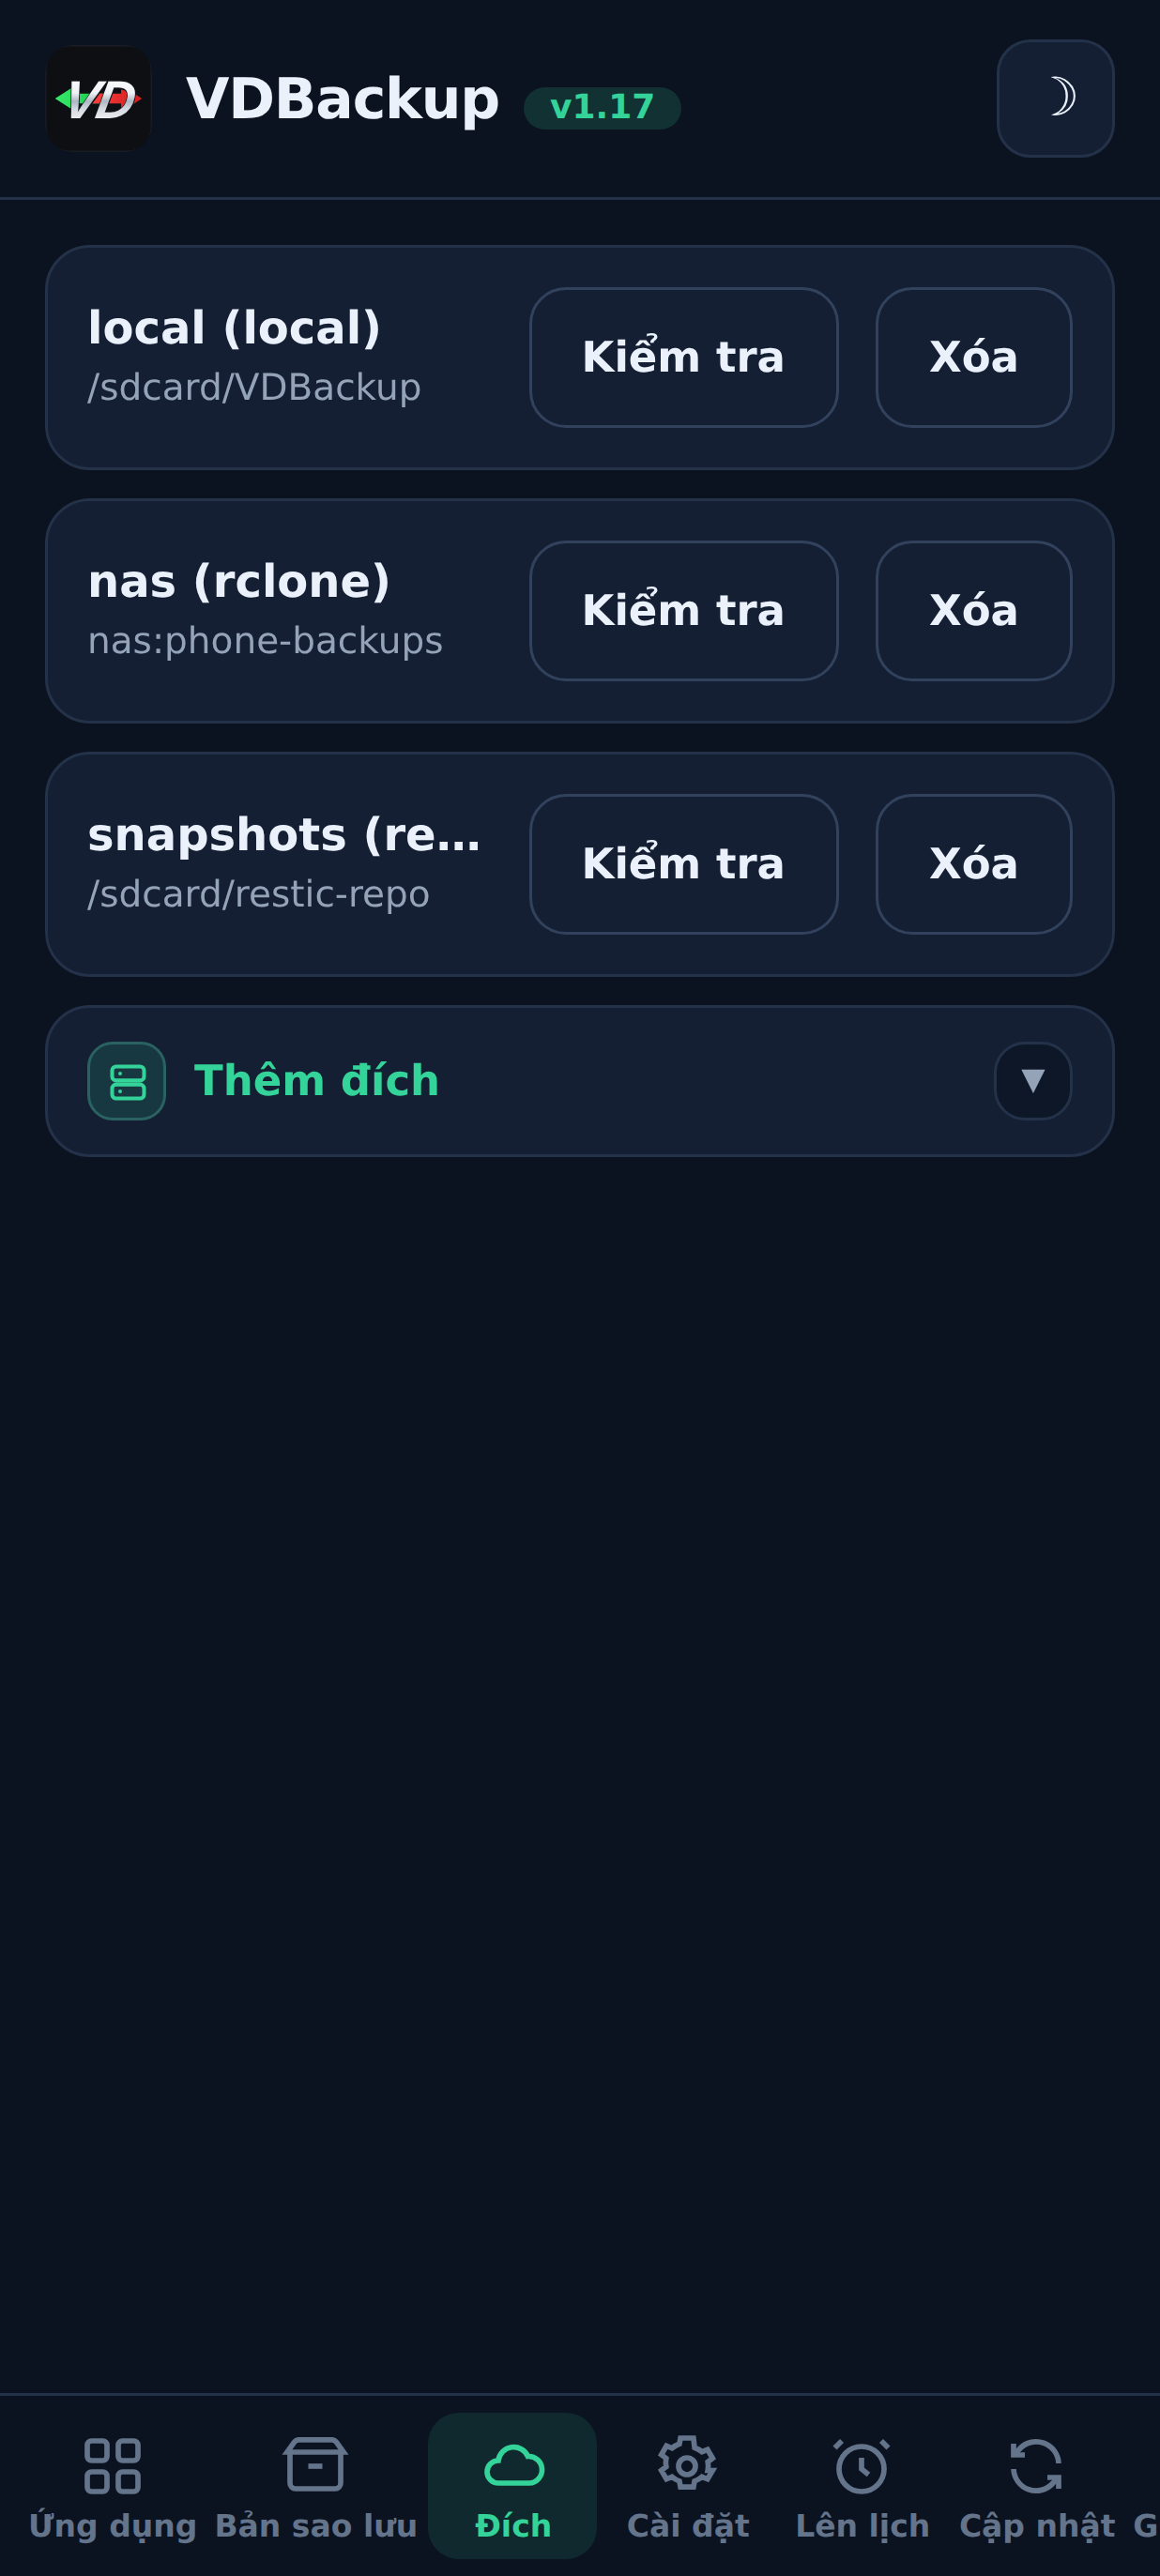 VD
VDBackup v1.17
local (local)
/sdcard/VDBackup
Kiểm tra
Xóa
nas (rclone)
nas:phone-backups
Kiểm tra
Xóa
snapshots (re…
/sdcard/restic-repo
Kiểm tra
Xóa
Thêm đích
Ứng dụng
Bản sao lưu
Đích
Cài đặt
Lên lịch
Cập nhật
G